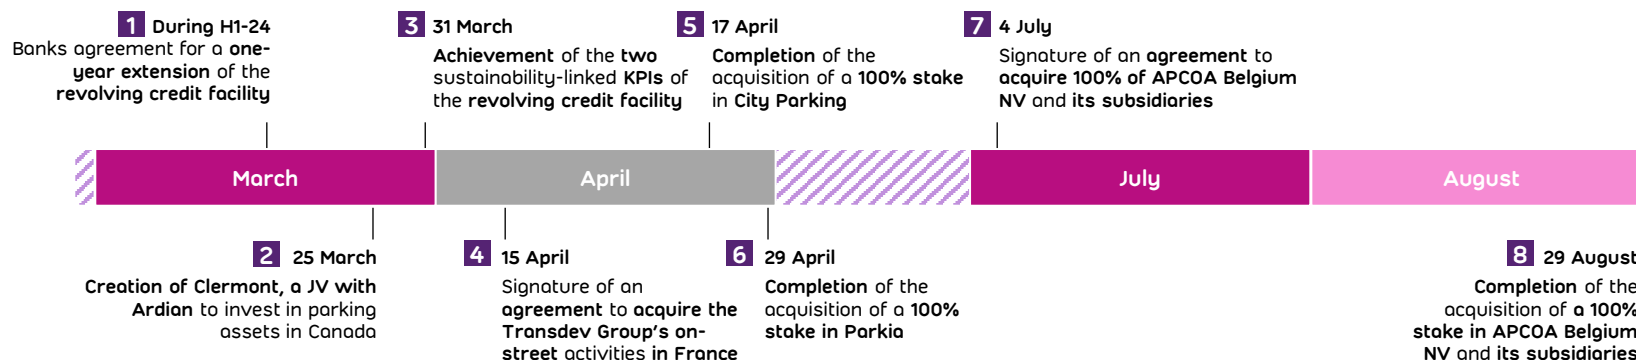 1 During H1-24
Banks agreement for a one-
year extension of the
revolving credit facility
3 31 March
Achievement of the two
sustainability-linked KPIs of
the revolving credit facility
5 17 April
Completion of the
acquisition of a 100% stake
in City Parking
7 4 July
Signature of an agreement to
acquire 100% of APCOA Belgium
NV and its subsidiaries
March
April
July
August
2 25 March
Creation of Clermont, a JV with
Ardian to invest in parking
assets in Canada
4 15 April
Signature of an
agreement to acquire the
Transdev Group's on-
street activities in France
6 29 April
Completion of the
acquisition of a 100%
stake in Parkia
8 29 August
Completion of the
acquisition of a 100%
stake in APCOA Belgium
NV and its subsidiaries